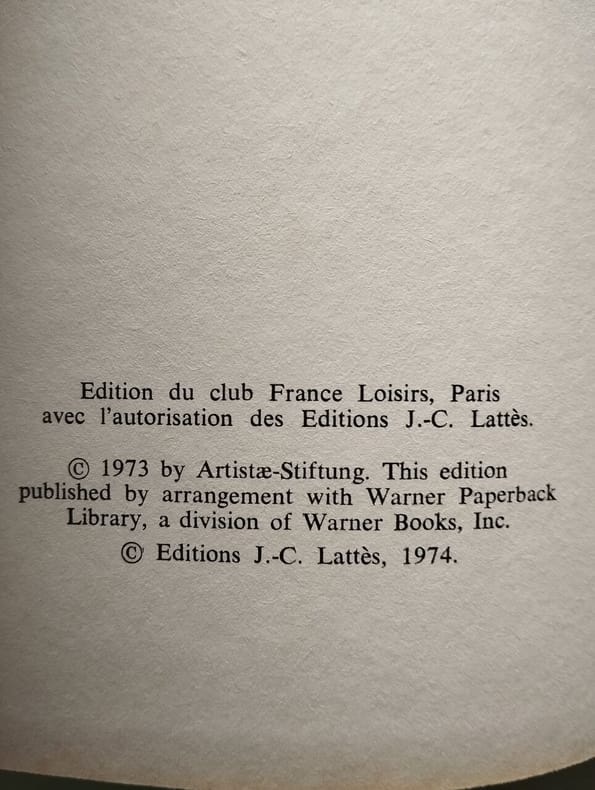 Edition du club France Loisirs, Paris
avec l'autorisation des Editions J.-C. Lattès.
© 1973 by Artistæ-Stiftung. This edition
published by arrangement with Warner Paperback
Library, a division of Warner Books, Inc.
© Editions J.-C. Lattès, 1974.